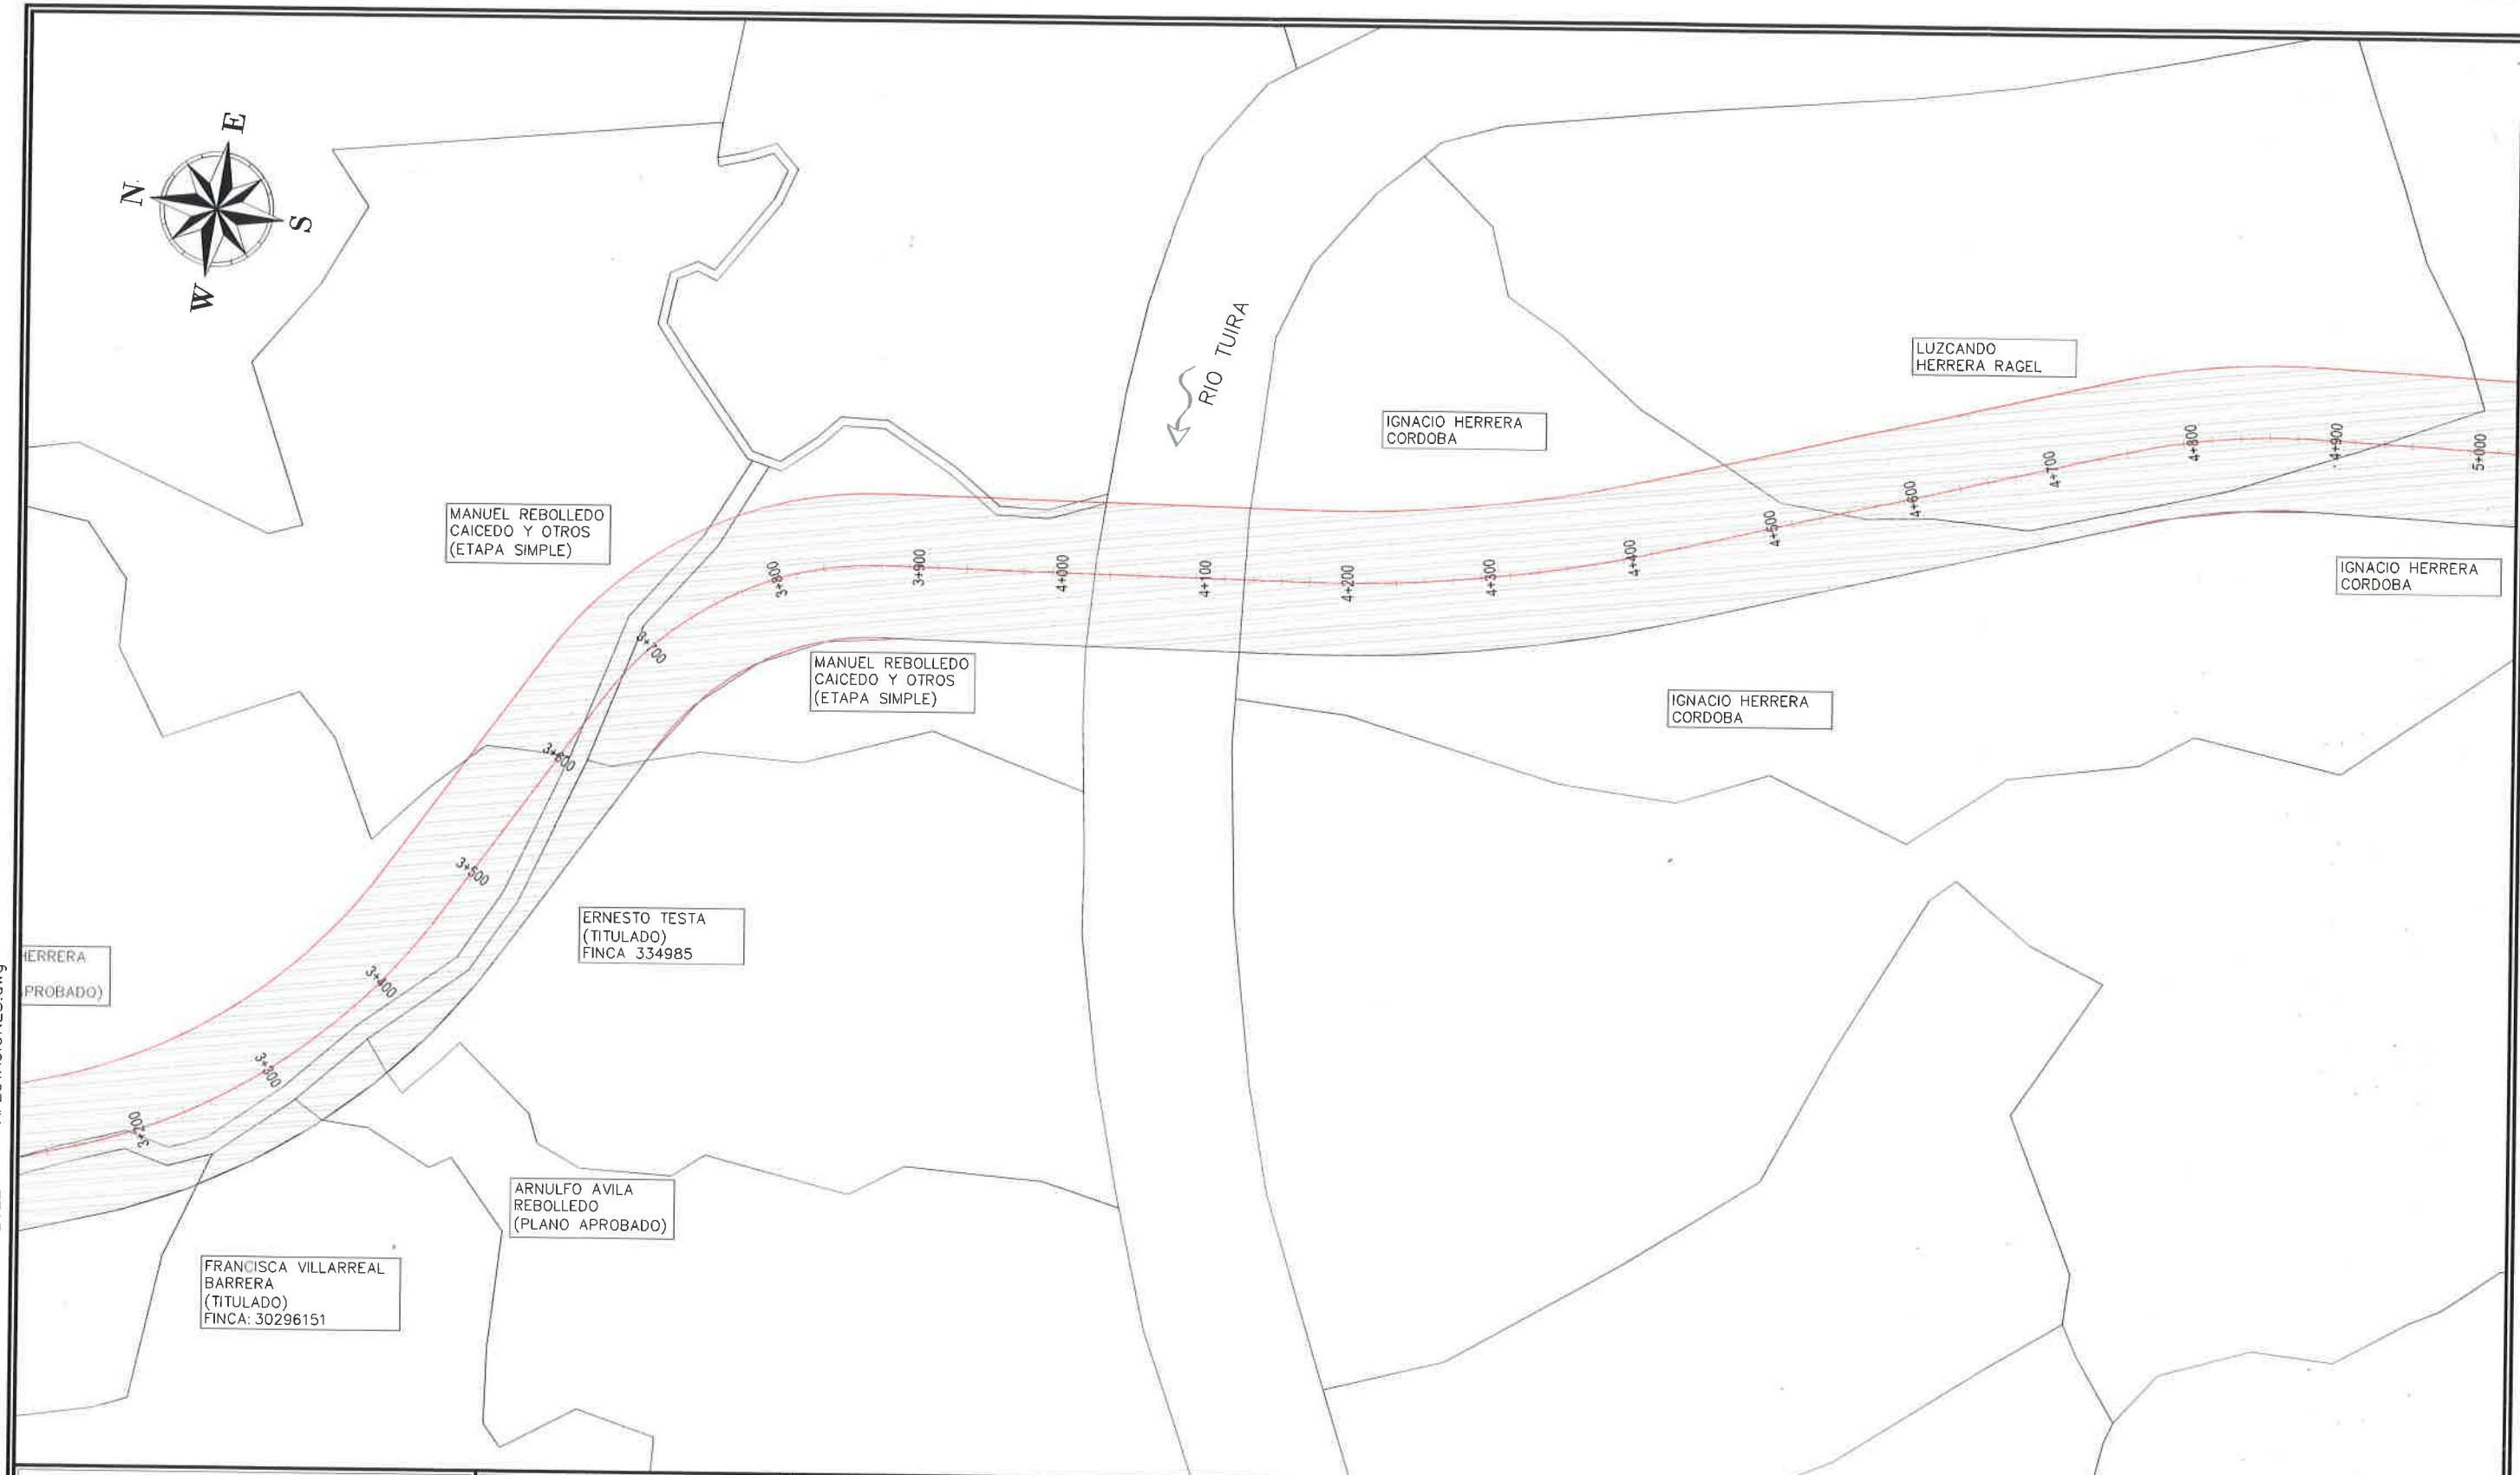 E
N
S
W
RIO TUIRA
LUZCANDO
HERRERA RAGEL
IGNACIO HERRERA
CORDOBA
MANUEL REBOLLEDO
CAICEDO Y OTROS
(ETAPA SIMPLE)
IGNACIO HERRERA
CORDOBA
MANUEL REBOLLEDO
CAICEDO Y OTROS
(ETAPA SIMPLE)
IGNACIO HERRERA
CORDOBA
ERNESTO TESTA
(TITULADO)
FINCA 334985
HERRERA
PROBADO)
ARNULFO AVILA
REBOLLEDO
(PLANO APROBADO)
FRANCISCA VILLARREAL
BARRERA
(TITULADO)
FINCA: 30296151
3+200
3+300
3+400
3+500
3+600
3+700
3+800
3+900
4+000
4+100
4+200
4+300
4+400
4+500
4+600
4+700
4+800
4+900
5+000